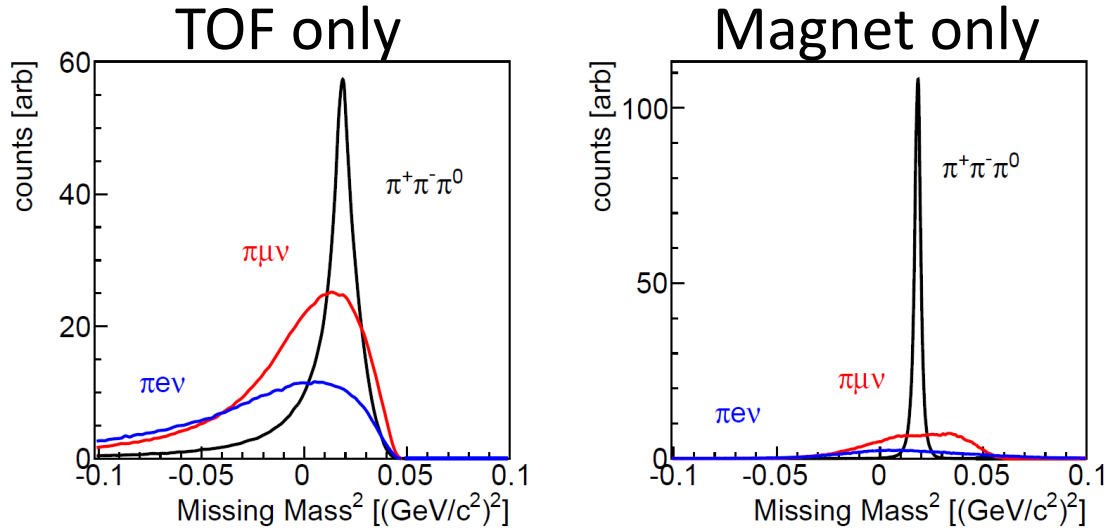 TOF only
counts [arb]
60
40
20
0
π⁺π⁻π⁰
πμν
πeν
-0.1
-0.05
0
0.05
0.1
Missing Mass² [(GeV/c²)²]
Magnet only
counts [arb]
100
50
0
π⁺π⁻π⁰
πμν
πeν
-0.1
-0.05
0
0.05
0.1
Missing Mass² [(GeV/c²)²]